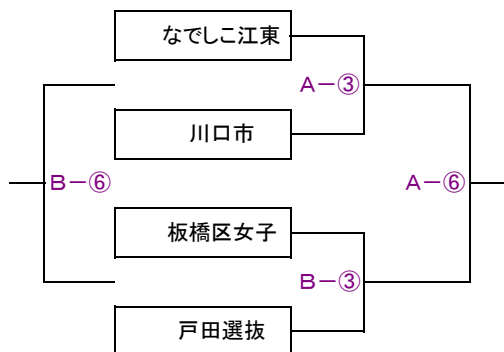 なでしこ江東
A－③
川口市
B－⑥
A－⑥
板橋区女子
B－③
戸田選抜